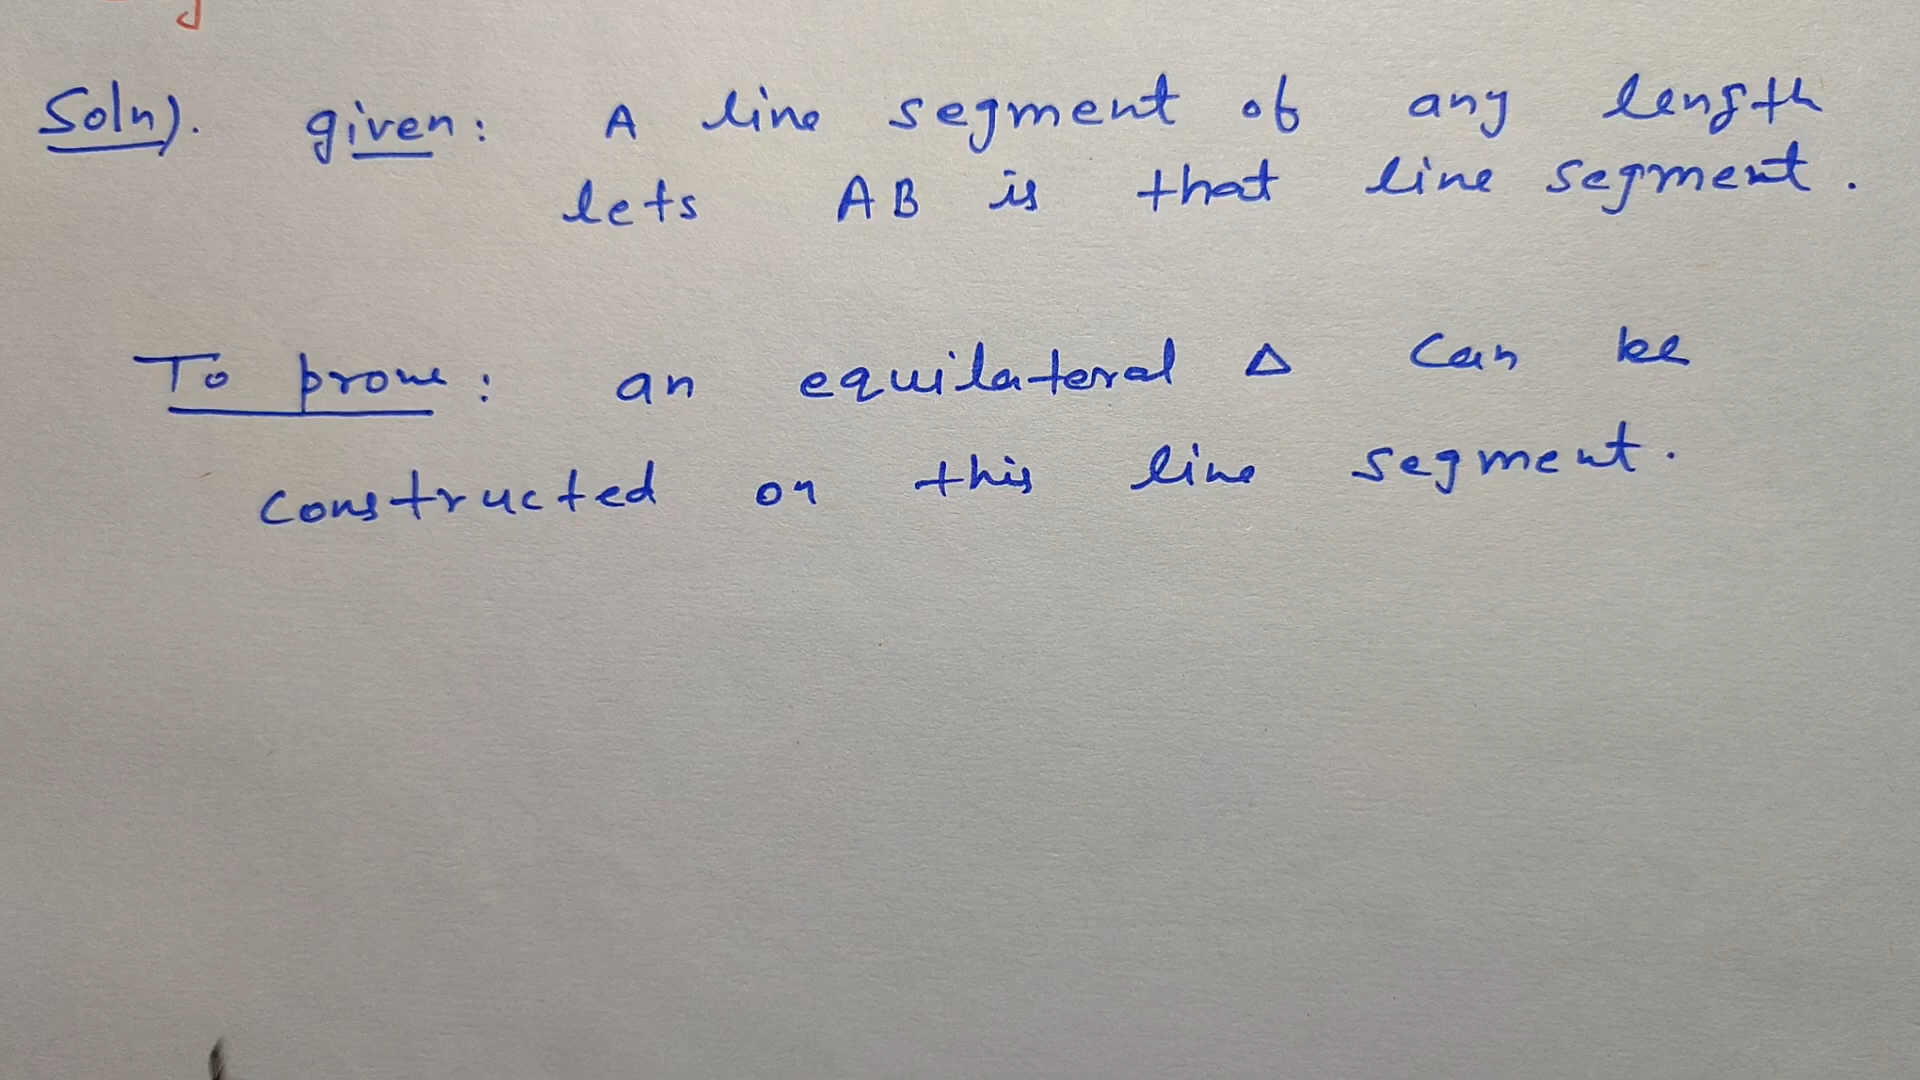 Soln). given: A line segment of any length
lets AB is that line segment.
To prove: an equilateral Δ can be
constructed on this line segment.